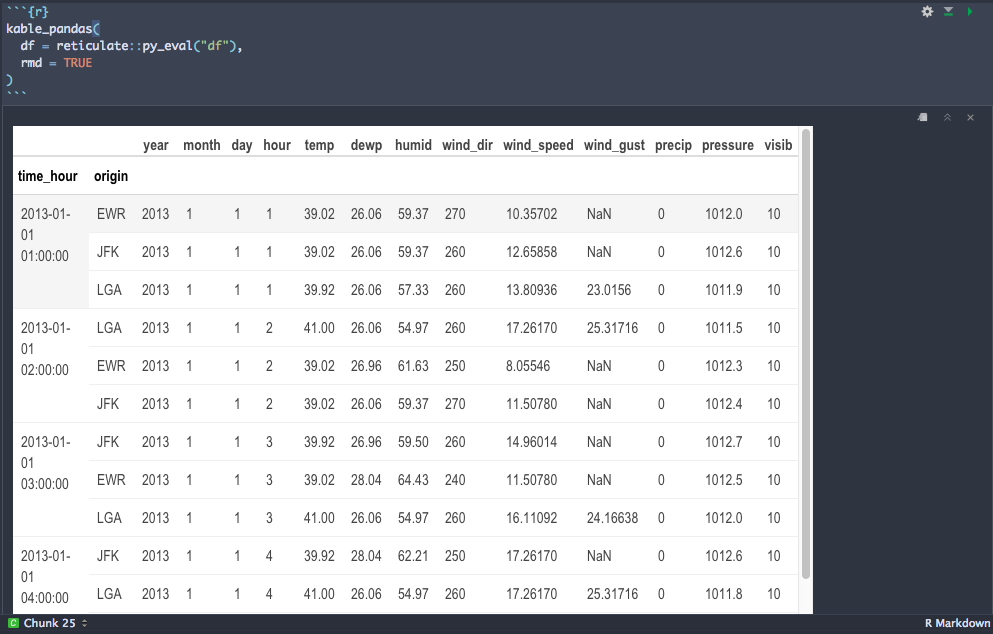 ```{r}
kable_pandas(
  df = reticulate::py_eval("df"),
  rmd = TRUE
)
```
year month day hour temp dewp humid wind_dir wind_speed wind_gust precip pressure visib
time_hour origin
2013-01-01 01:00:00 EWR 2013 1 1 1 39.02 26.06 59.37 270 10.35702 NaN 0 1012.0 10
JFK 2013 1 1 1 39.02 26.06 59.37 260 12.65858 NaN 0 1012.6 10
LGA 2013 1 1 1 39.92 26.06 57.33 260 13.80936 23.0156 0 1011.9 10
2013-01-01 02:00:00 LGA 2013 1 1 2 41.00 26.06 54.97 260 17.26170 25.31716 0 1011.5 10
EWR 2013 1 1 2 39.02 26.96 61.63 250 8.05546 NaN 0 1012.3 10
JFK 2013 1 1 2 39.02 26.06 59.37 270 11.50780 NaN 0 1012.4 10
2013-01-01 03:00:00 JFK 2013 1 1 3 39.92 26.96 59.50 260 14.96014 NaN 0 1012.7 10
EWR 2013 1 1 3 39.02 28.04 64.43 240 11.50780 NaN 0 1012.5 10
LGA 2013 1 1 3 41.00 26.06 54.97 260 16.11092 24.16638 0 1012.0 10
2013-01-01 04:00:00 JFK 2013 1 1 4 39.92 28.04 62.21 250 17.26170 NaN 0 1012.6 10
LGA 2013 1 1 4 41.00 26.06 54.97 260 17.26170 25.31716 0 1011.8 10
C Chunk 25 R Markdown